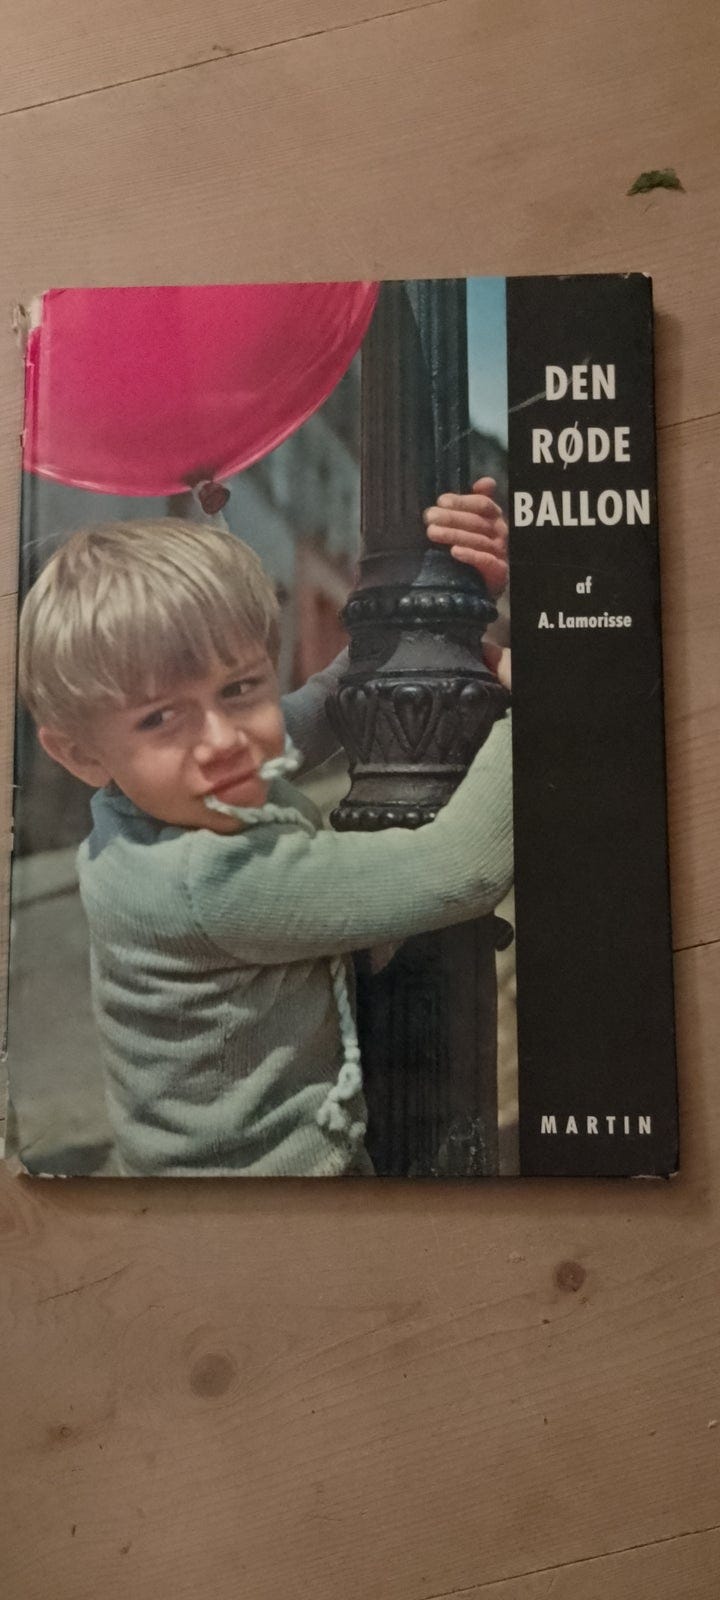 DEN
RØDE
BALLON
af
A. Lamorisse
MARTIN